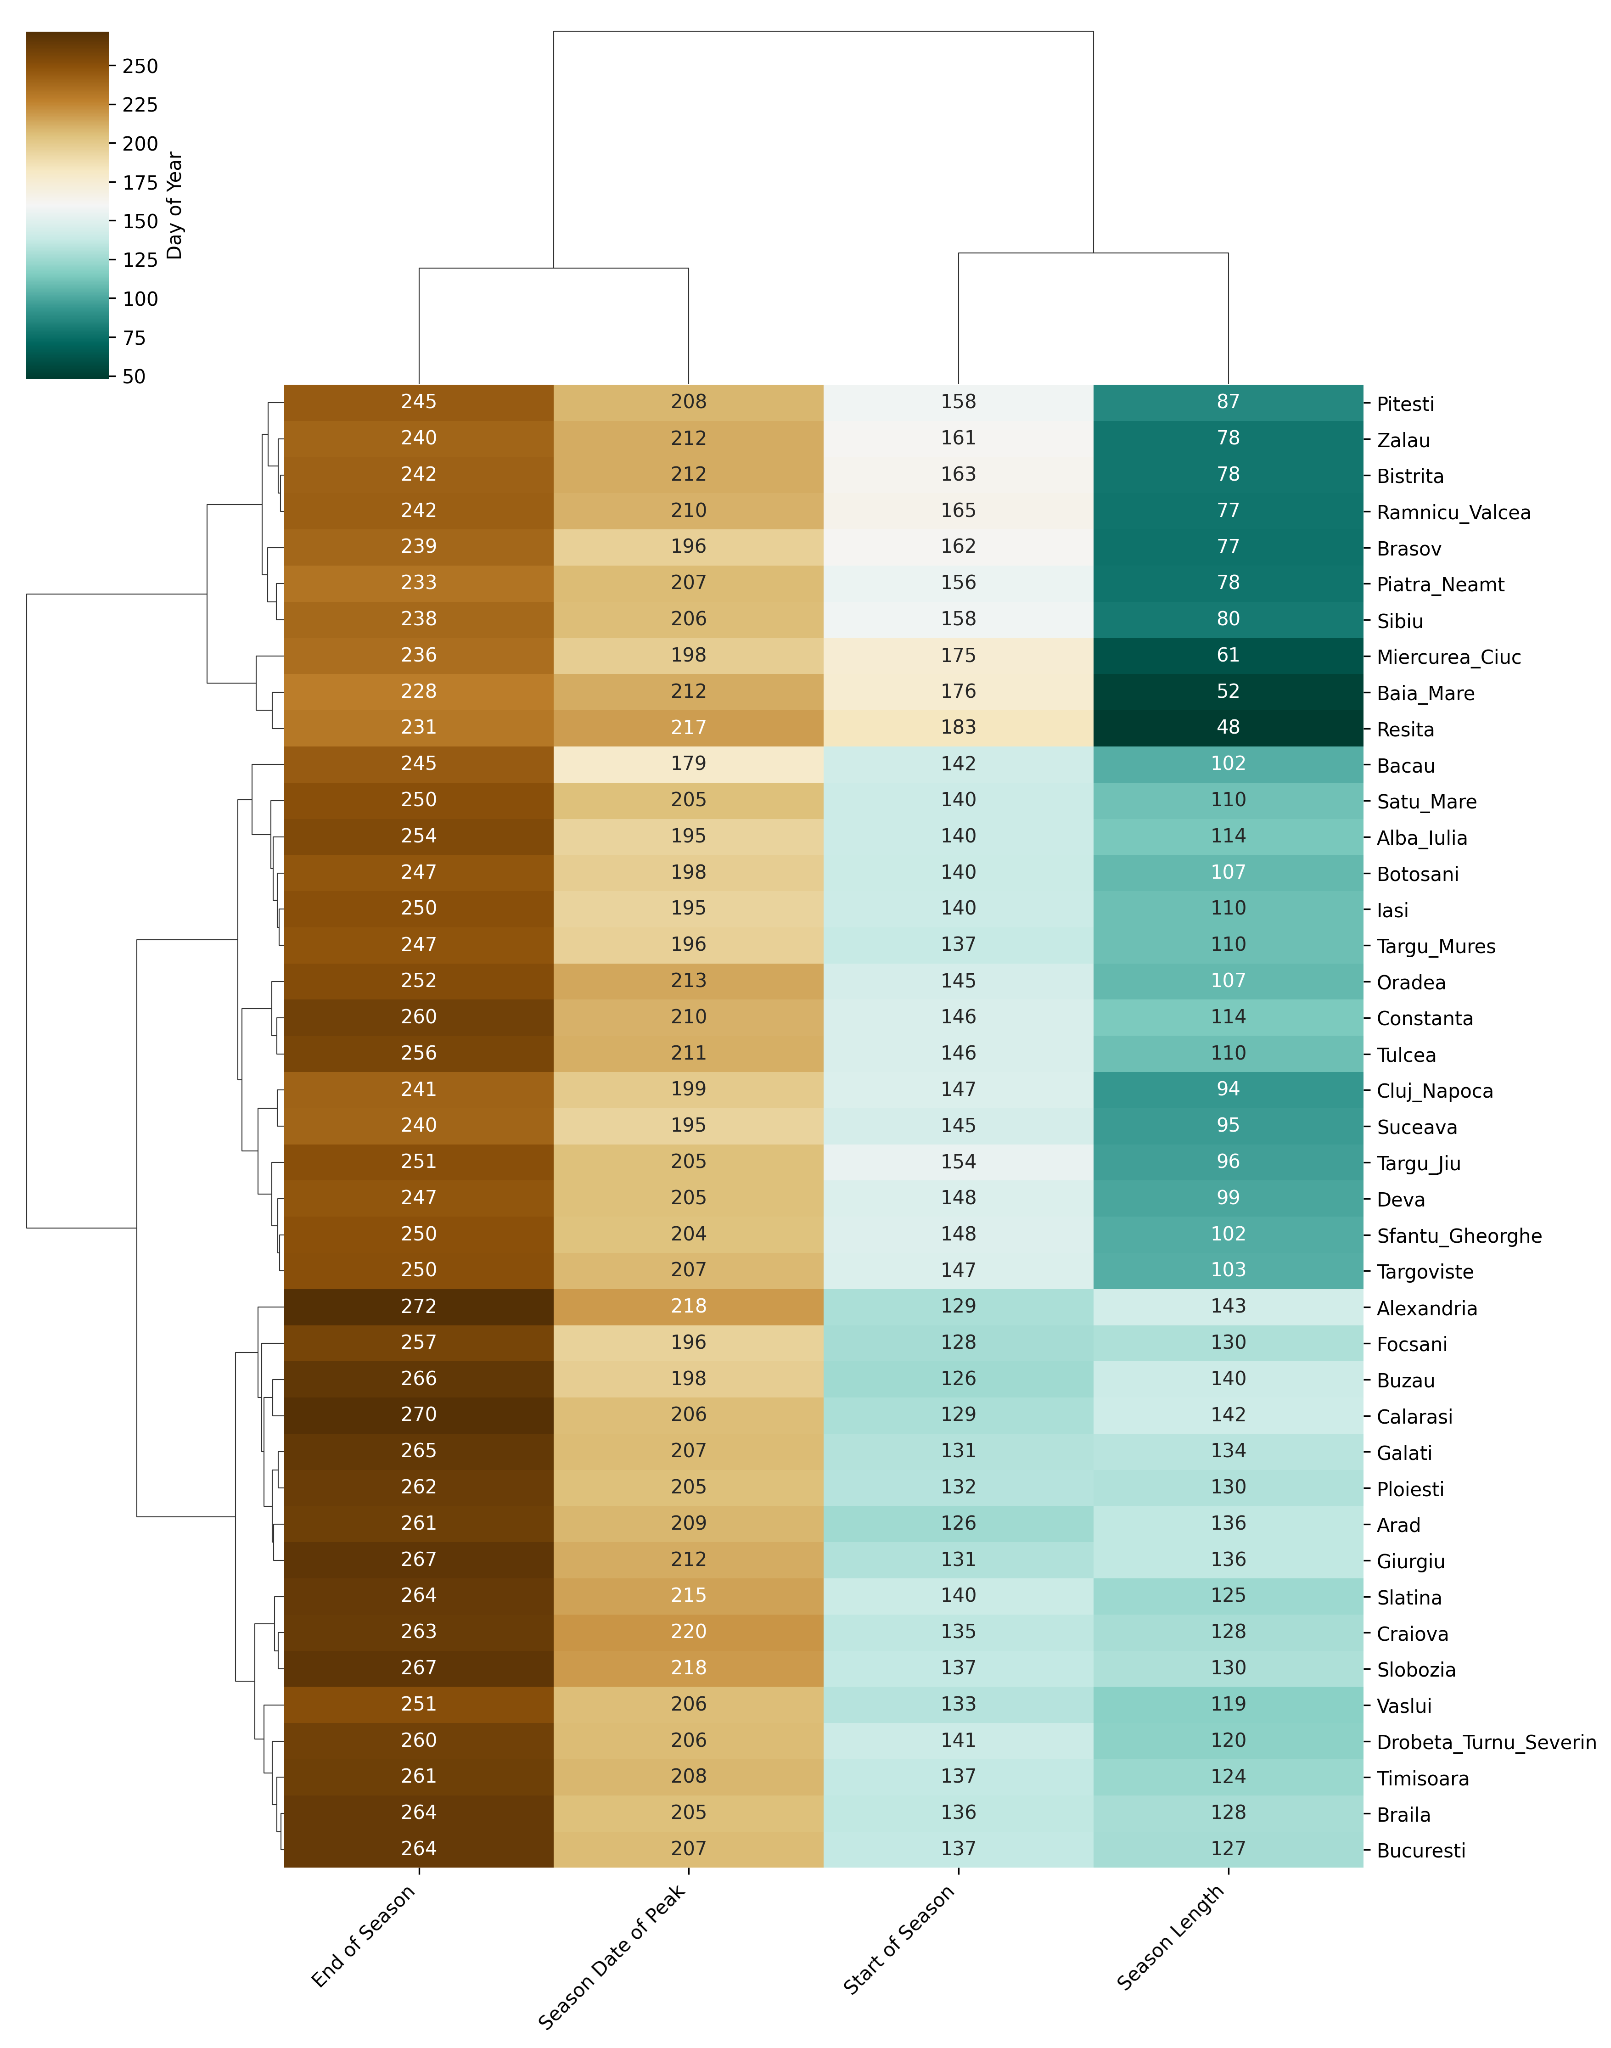 250
225
200
175
150
125
100
75
50
Day of Year
245 208 158 87 Pitesti
240 212 161 78 Zalau
242 212 163 78 Bistrita
242 210 165 77 Ramnicu_Valcea
239 196 162 77 Brasov
233 207 156 78 Piatra_Neamt
238 206 158 80 Sibiu
236 198 175 61 Miercurea_Ciuc
228 212 176 52 Baia_Mare
231 217 183 48 Resita
245 179 142 102 Bacau
250 205 140 110 Satu_Mare
254 195 140 114 Alba_Iulia
247 198 140 107 Botosani
250 195 140 110 Iasi
247 196 137 110 Targu_Mures
252 213 145 107 Oradea
260 210 146 114 Constanta
256 211 146 110 Tulcea
241 199 147 94 Cluj_Napoca
240 195 145 95 Suceava
251 205 154 96 Targu_Jiu
247 205 148 99 Deva
250 204 148 102 Sfantu_Gheorghe
250 207 147 103 Targoviste
272 218 129 143 Alexandria
257 196 128 130 Focsani
266 198 126 140 Buzau
270 206 129 142 Calarasi
265 207 131 134 Galati
262 205 132 130 Ploiesti
261 209 126 136 Arad
267 212 131 136 Giurgiu
264 215 140 125 Slatina
263 220 135 128 Craiova
267 218 137 130 Slobozia
251 206 133 119 Vaslui
260 206 141 120 Drobeta_Turnu_Severin
261 208 137 124 Timisoara
264 205 136 128 Braila
264 207 137 127 Bucuresti
End of Season
Season Date of Peak
Start of Season
Season Length